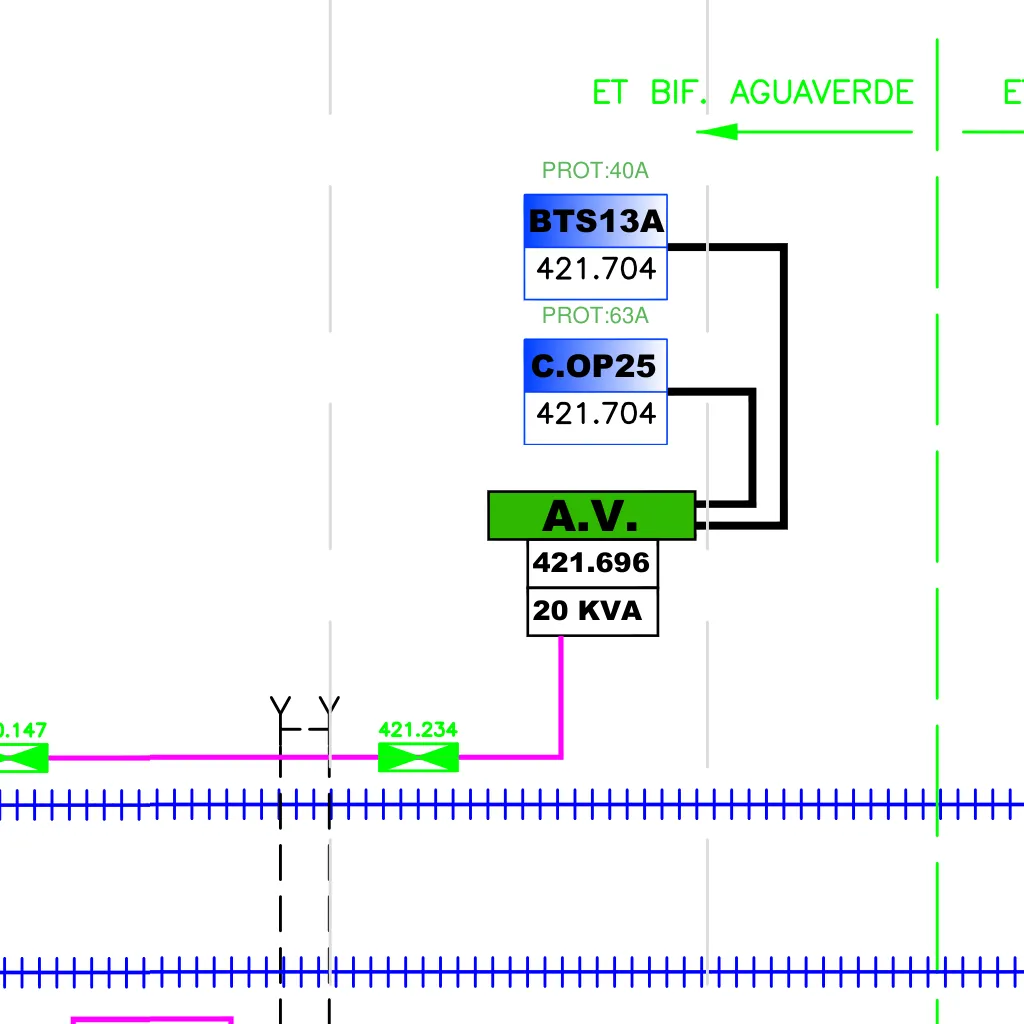 ET BIF. AGUAVERDE
PROT:40A
BTS13A
421.704
PROT:63A
C.OP25
421.704
A.V.
421.696
20 KVA
421.234